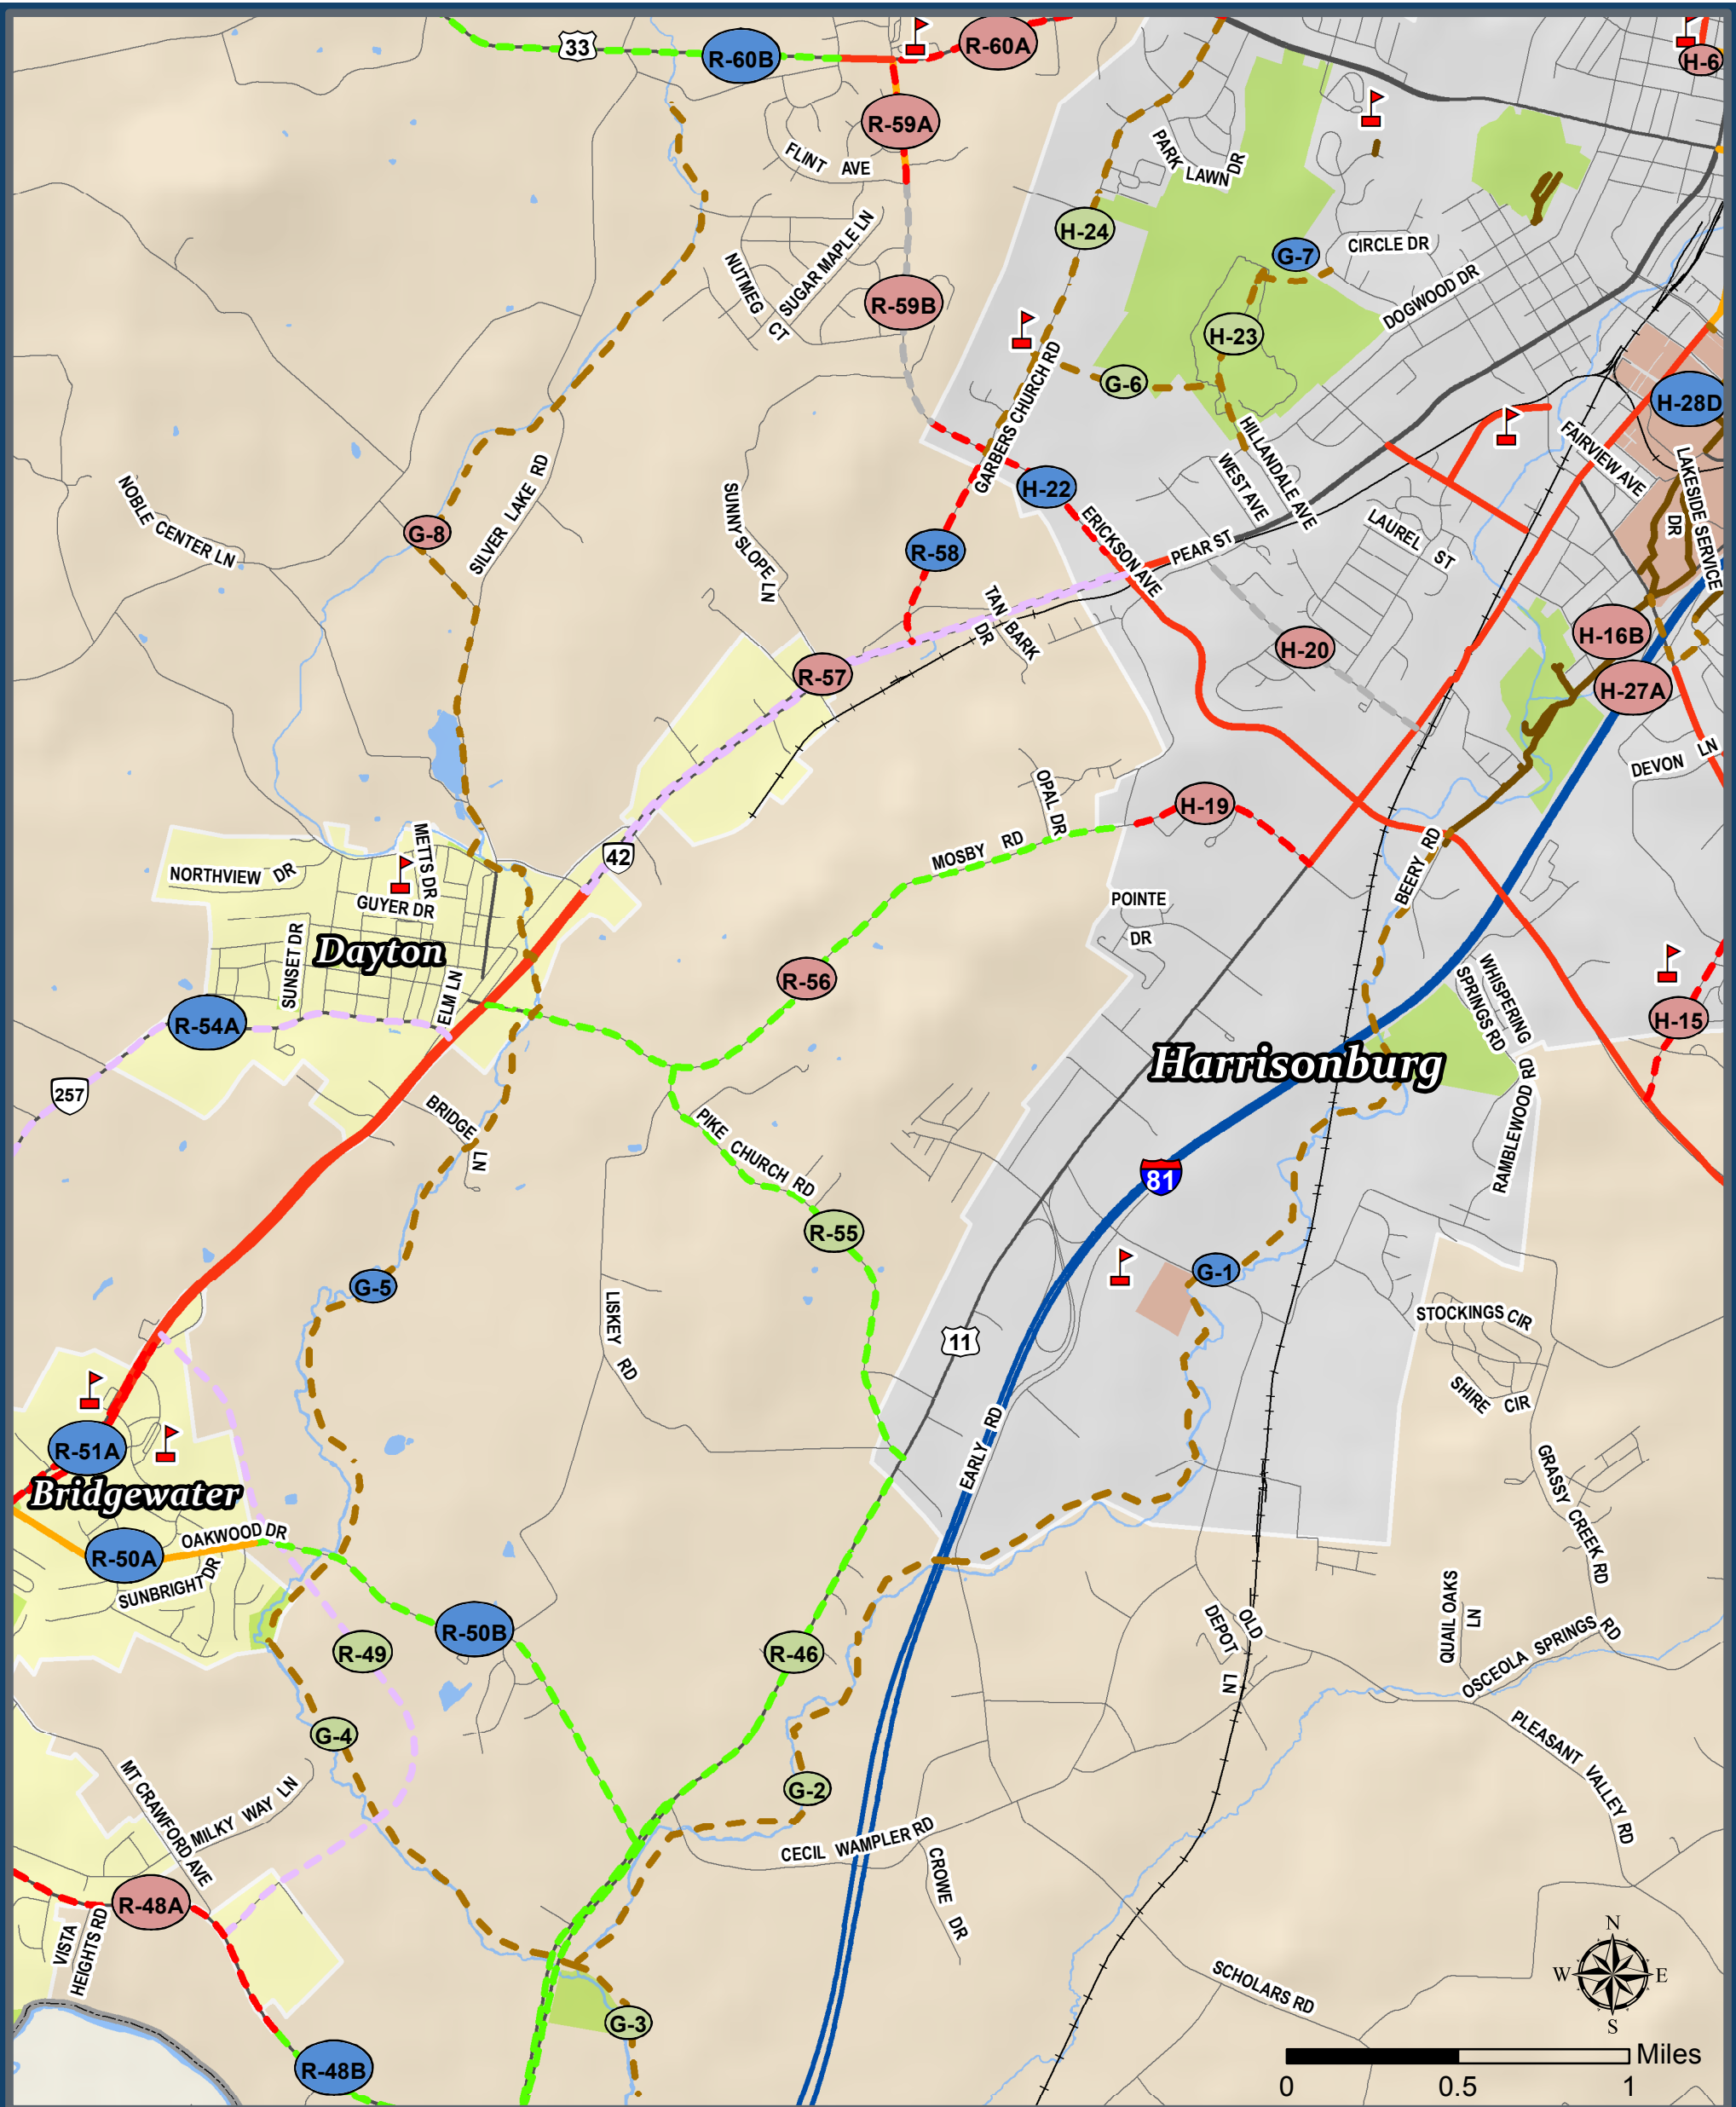 33
R-60B
R-60A
H-6
R-59A
FLINT AVE
PARK LAWN DR
H-24
G-7
CIRCLE DR
SUGAR MAPLE LN
NUTMEG CT
R-59B
DOGWOOD DR
H-23
G-6
H-28D
GARBERS CHURCH RD
HILLANDALE AVE
WEST AVE
FAIRVIEW AVE
LAKESIDE SERVICE DR
NOBLE CENTER LN
SILVER LAKE RD
G-8
SUNNY SLOPE LN
H-22
R-58
ERICKSON AVE
PEAR ST
LAUREL ST
TAN BARK DR
R-57
H-20
H-16B
H-27A
DEVON LN
OPAL DR
H-19
MOSBY RD
42
METTS DR
NORTHVIEW DR
GUYER DR
BEERY RD
POINTE DR
Dayton
SUNSET DR
ELM LN
R-56
WHISPERING SPRINGS RD
H-15
R-54A
257
Harrisonburg
RAMBLEWOOD RD
BRIDGE LN
PIKE CHURCH RD
81
R-55
G-5
G-1
LISKEY RD
11
STOCKINGS CIR
SHIRE CIR
R-51A
Bridgewater
EARLY RD
GRASSY CREEK RD
OAKWOOD DR
R-50A
SUNBRIGHT DR
R-50B
R-49
R-46
OLD DEPOT LN
QUAIL OAKS LN
OSCEOLA SPRINGS RD
G-4
PLEASANT VALLEY RD
G-2
MT CRAWFORD AVE
MILKY WAY LN
CECIL WAMPLER RD
CROWE DR
R-48A
VISTA HEIGHTS RD
SCHOLARS RD
G-3
R-48B
N
W E
S
Miles
0 0.5 1